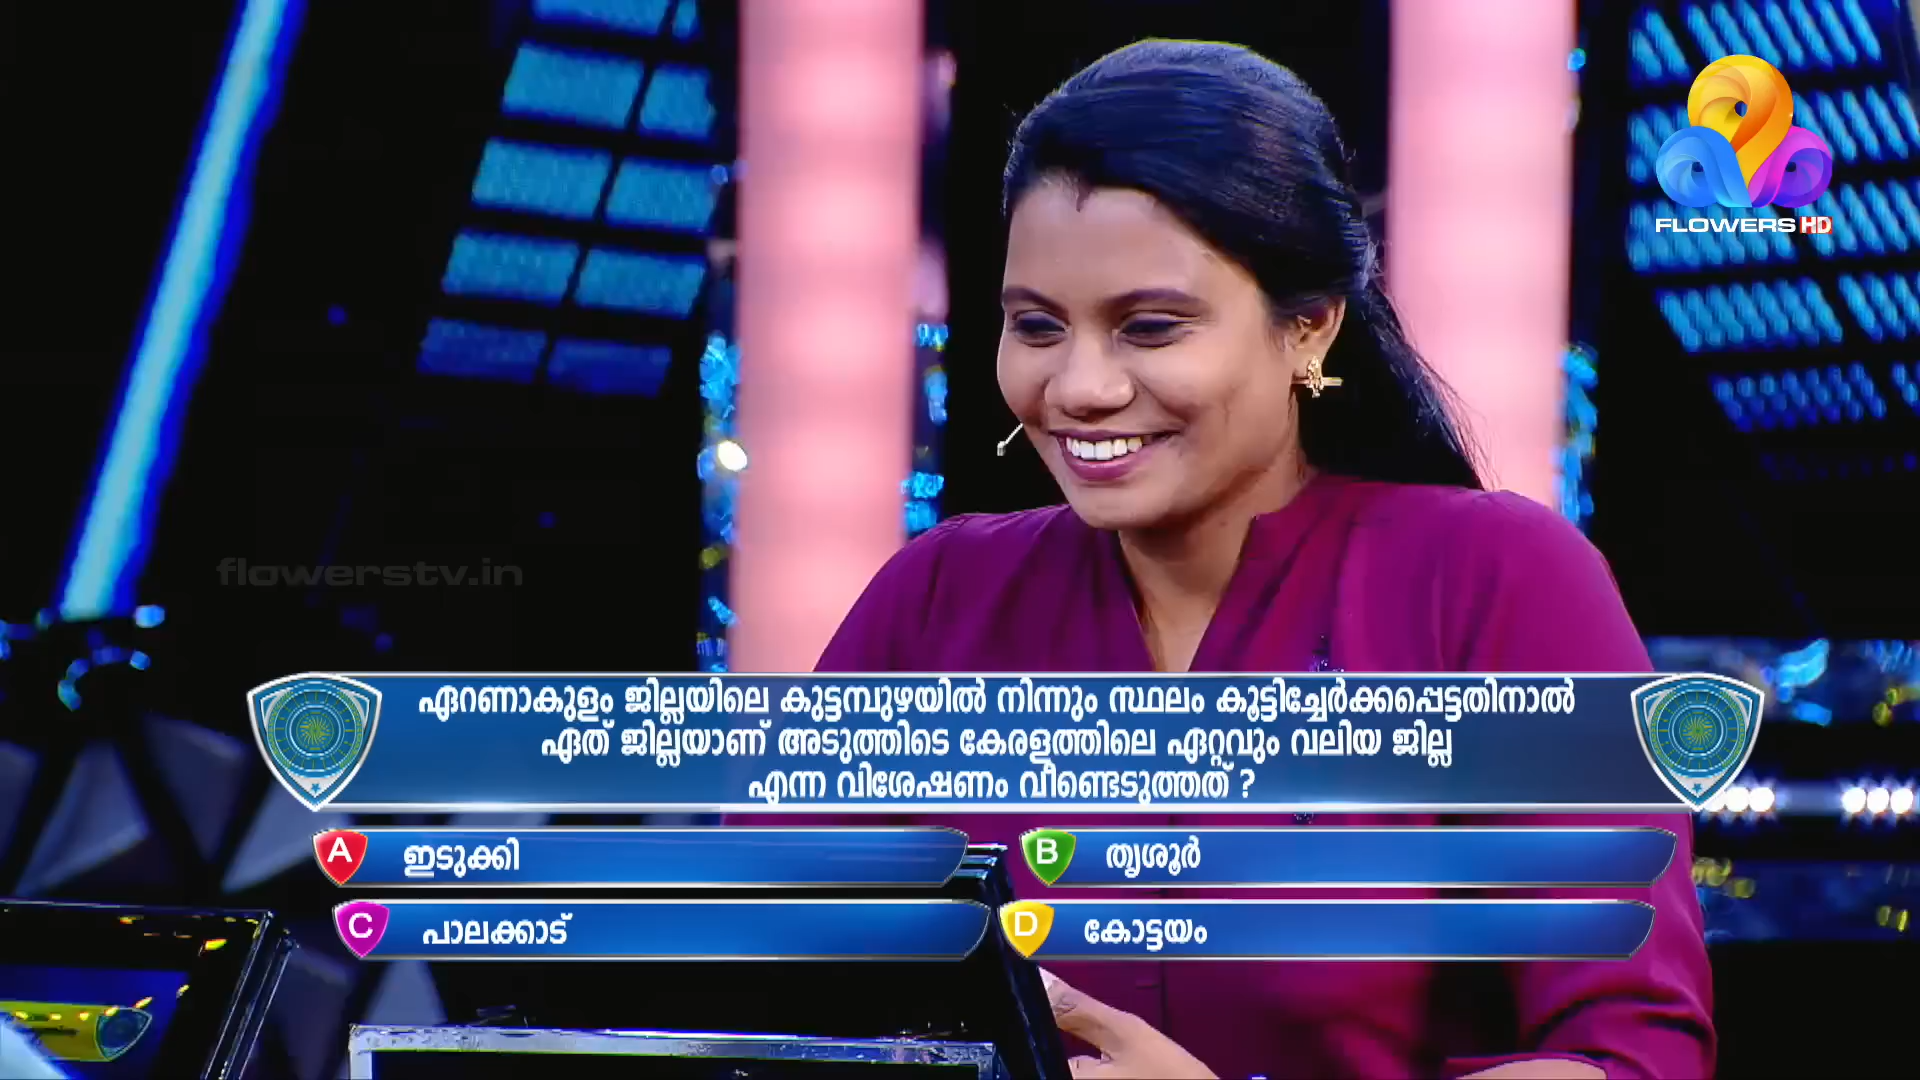 FLOWERS HD
flowerstv.in
ഏറണാകുളം ജില്ലയിലെ കുട്ടമ്പുഴയിൽ നിന്നും സ്ഥലം കൂട്ടിച്ചേർക്കപ്പെട്ടതിനാൽ
ഏത് ജില്ലയാണ് അടുത്തിടെ കേരളത്തിലെ ഏറ്റവും വലിയ ജില്ല
എന്ന വിശേഷണം വീണ്ടെടുത്തത് ?
A ഇടുക്കി
B തൃശൂർ
C പാലക്കാട്
D കോട്ടയം